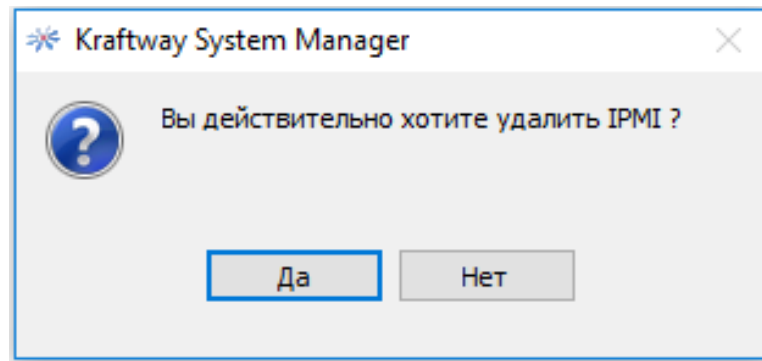 Kraftway System Manager
Вы действительно хотите удалить IPMI ?
Да
Нет